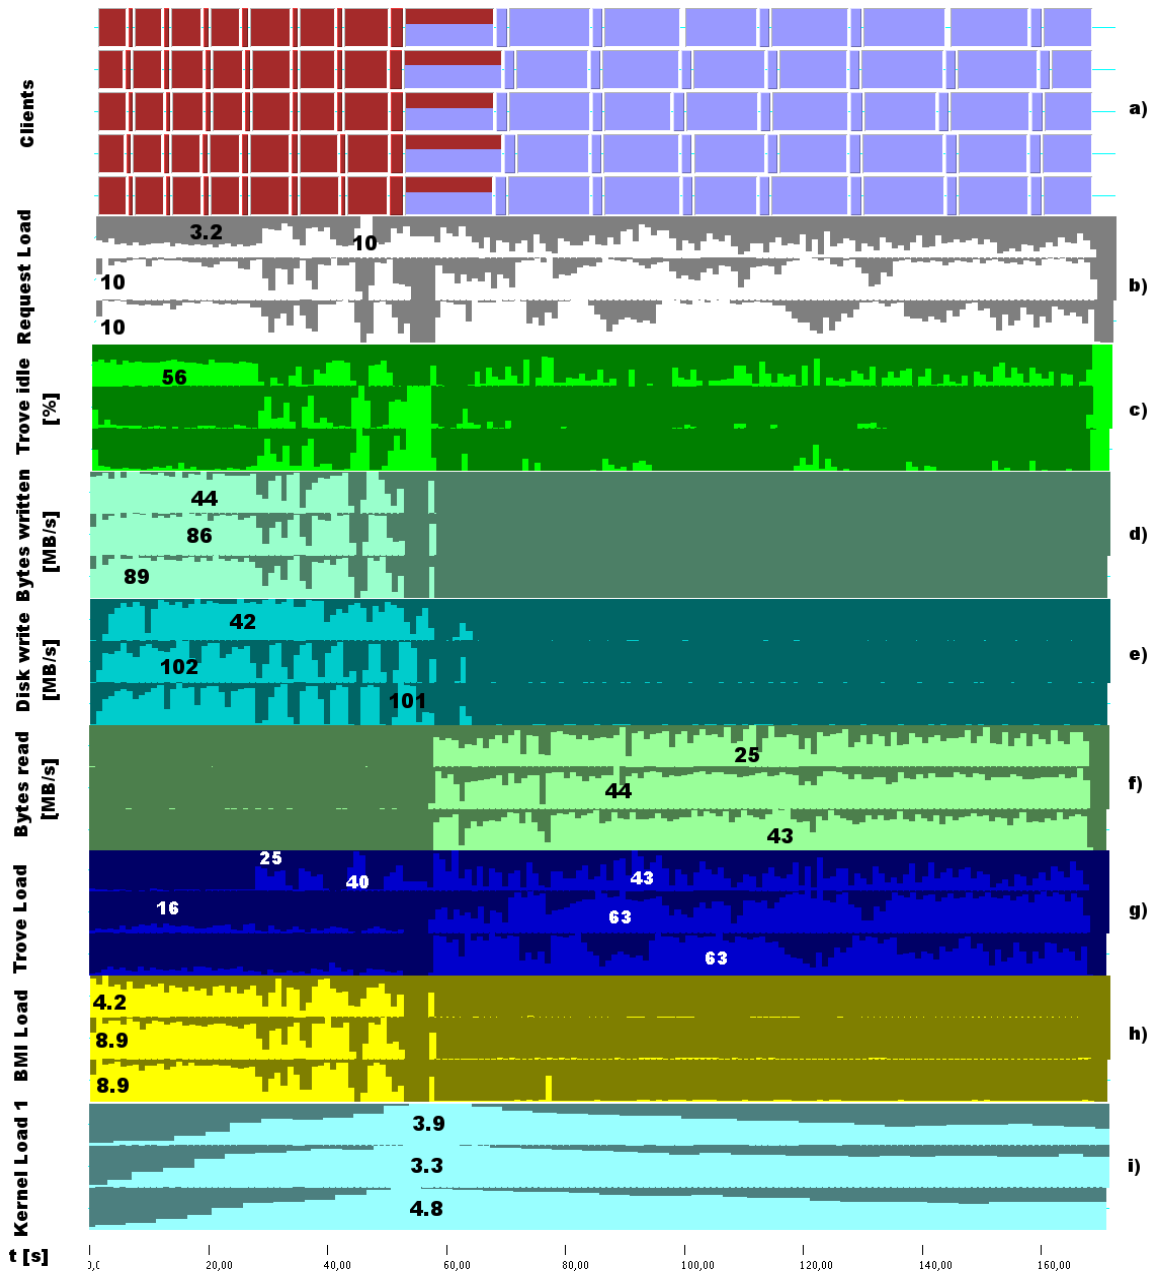 Clients
a)
Request Load
3.2
10
10
10
b)
Trove idle
[%]
56
c)
Bytes written
[MB/s]
44
86
89
d)
Disk write
[MB/s]
42
102
101
e)
Bytes read
[MB/s]
25
44
43
f)
Trove Load
25
40
43
16
63
63
g)
BMI Load
4.2
8.9
8.9
h)
Kernel Load 1
3.9
3.3
4.8
i)
t [s]
),0 20,00 40,00 60,00 80,00 100,00 120,00 140,00 160,00